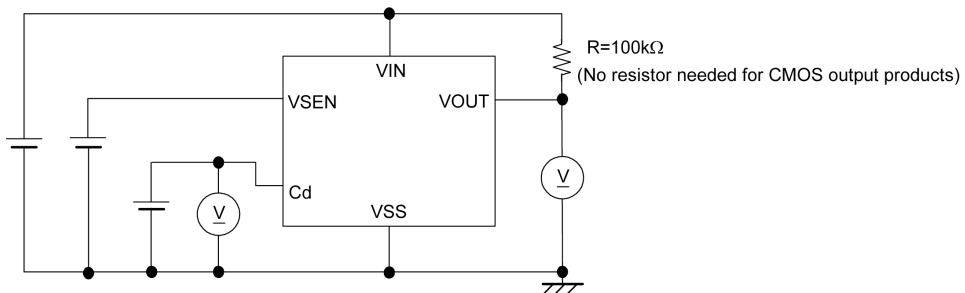 R=100kΩ
(No resistor needed for CMOS output products)
VIN
VSEN
VOUT
Cd
VSS
V
V